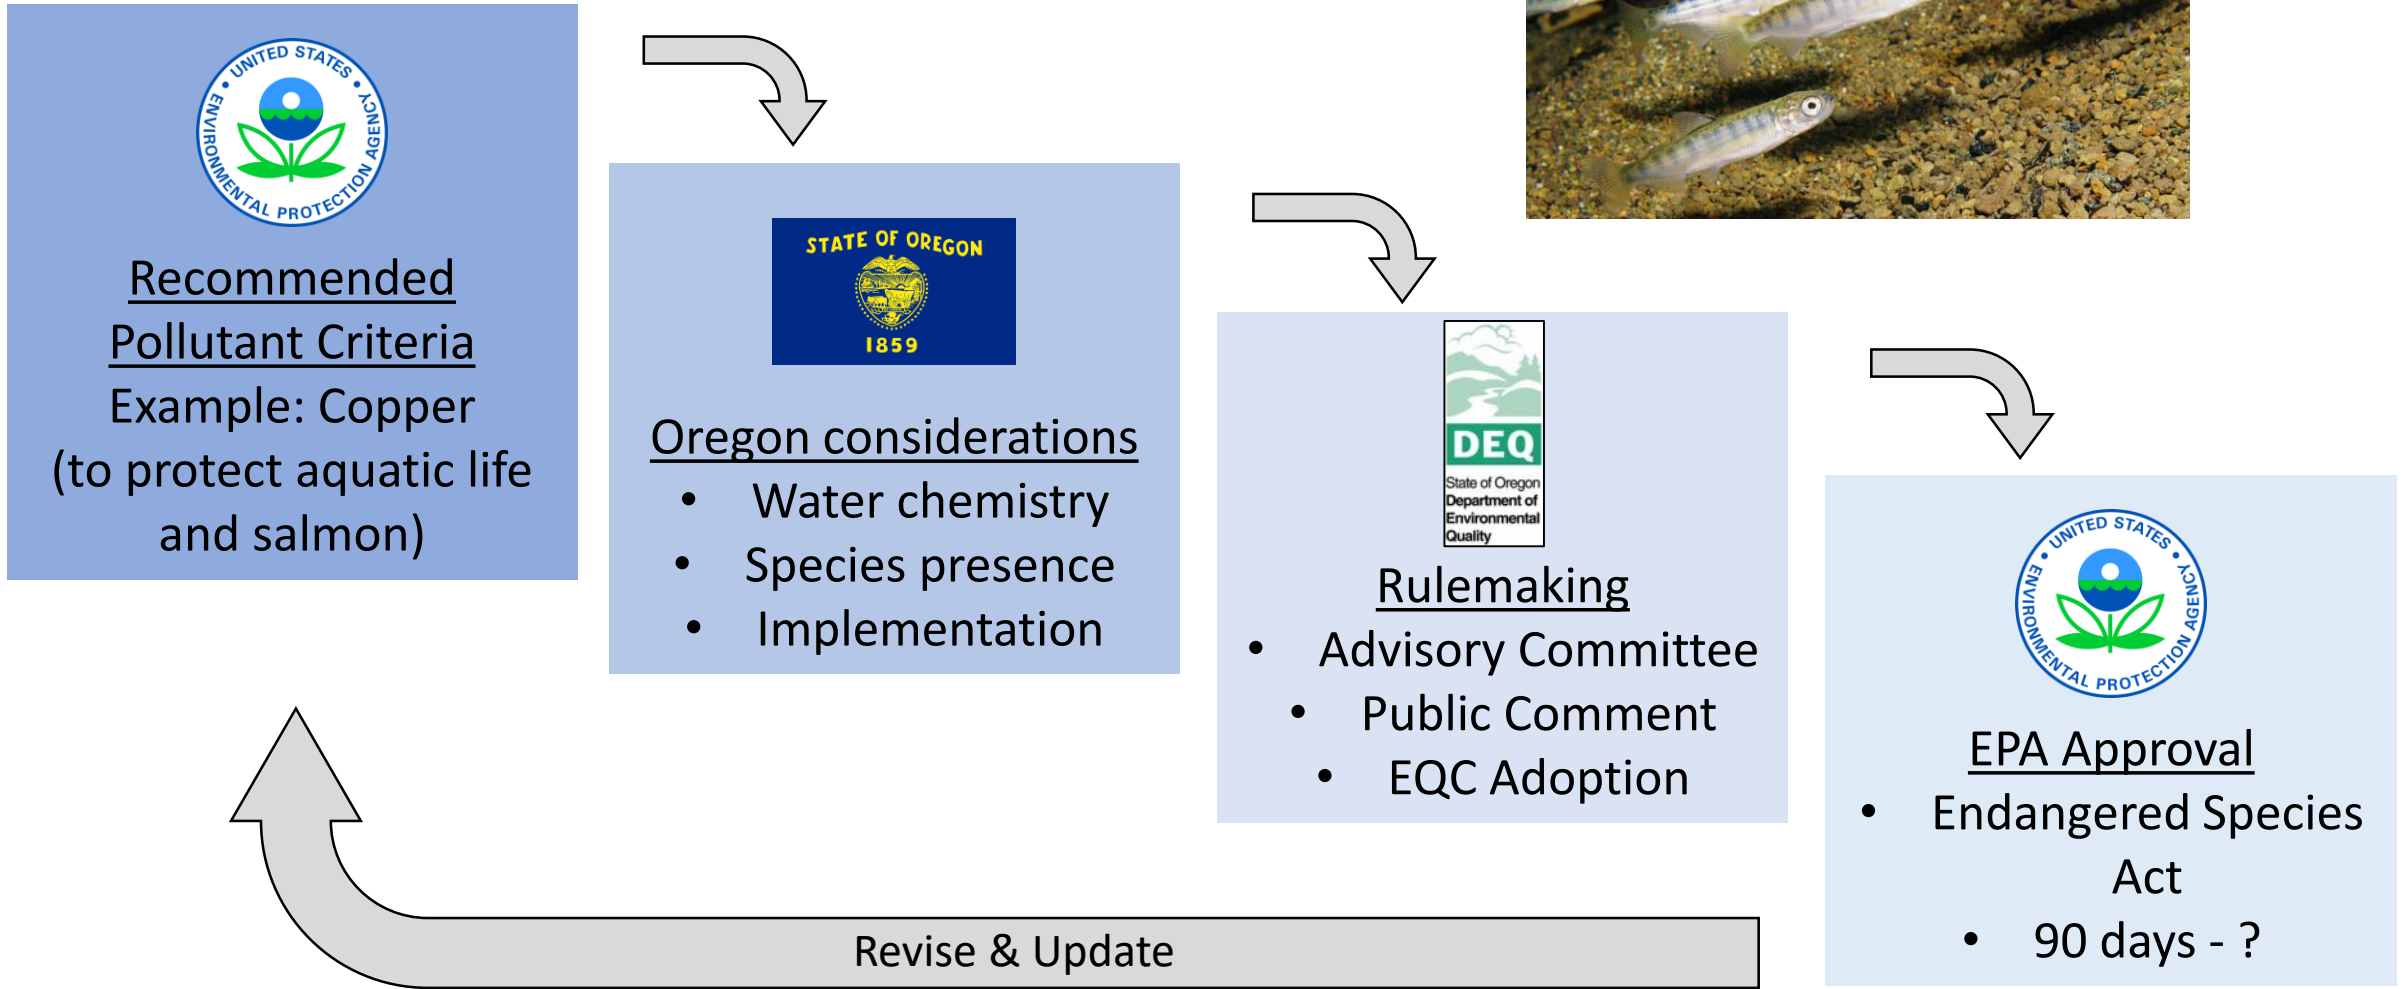 UNITED STATES
ENVIRONMENTAL PROTECTION AGENCY
Recommended
Pollutant Criteria
Example: Copper
(to protect aquatic life
and salmon)
STATE OF OREGON
1859
Oregon considerations
• Water chemistry
• Species presence
• Implementation
DEQ
State of Oregon
Department of
Environmental
Quality
Rulemaking
• Advisory Committee
• Public Comment
• EQC Adoption
UNITED STATES
ENVIRONMENTAL PROTECTION AGENCY
EPA Approval
• Endangered Species
Act
• 90 days - ?
Revise & Update